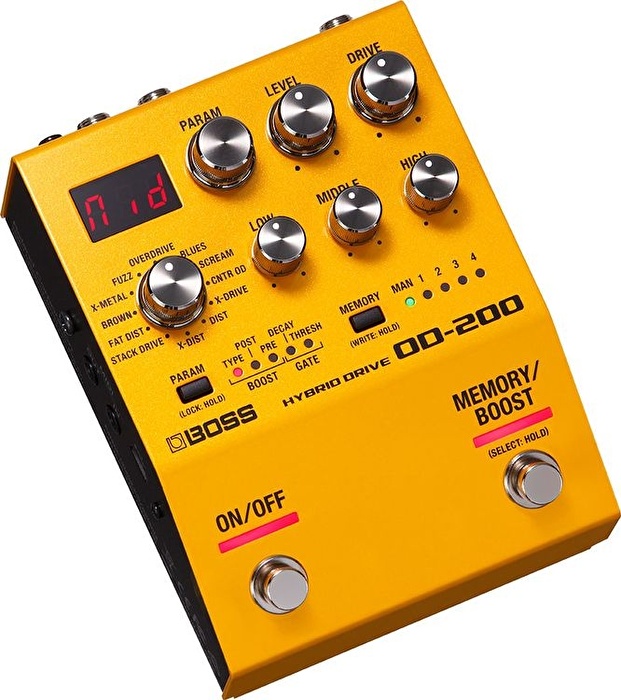 DRIVE
LEVEL
PARAM
Mid
HIGH
MIDDLE
LOW
OVERDRIVE
BLUES
FUZZ
SCREAM
X-METAL
CNTR OD
BROWN
X-DRIVE
FAT DIST
DIST
STACK DRIVE
X-DIST
MAN 1 2 3 4
MEMORY
(WRITE: HOLD)
POST DECAY
TYPE PRE THRESH
BOOST GATE
PARAM
(LOCK: HOLD)
BOSS
HYBRID DRIVE OD-200
MEMORY/
BOOST
(SELECT: HOLD)
ON/OFF